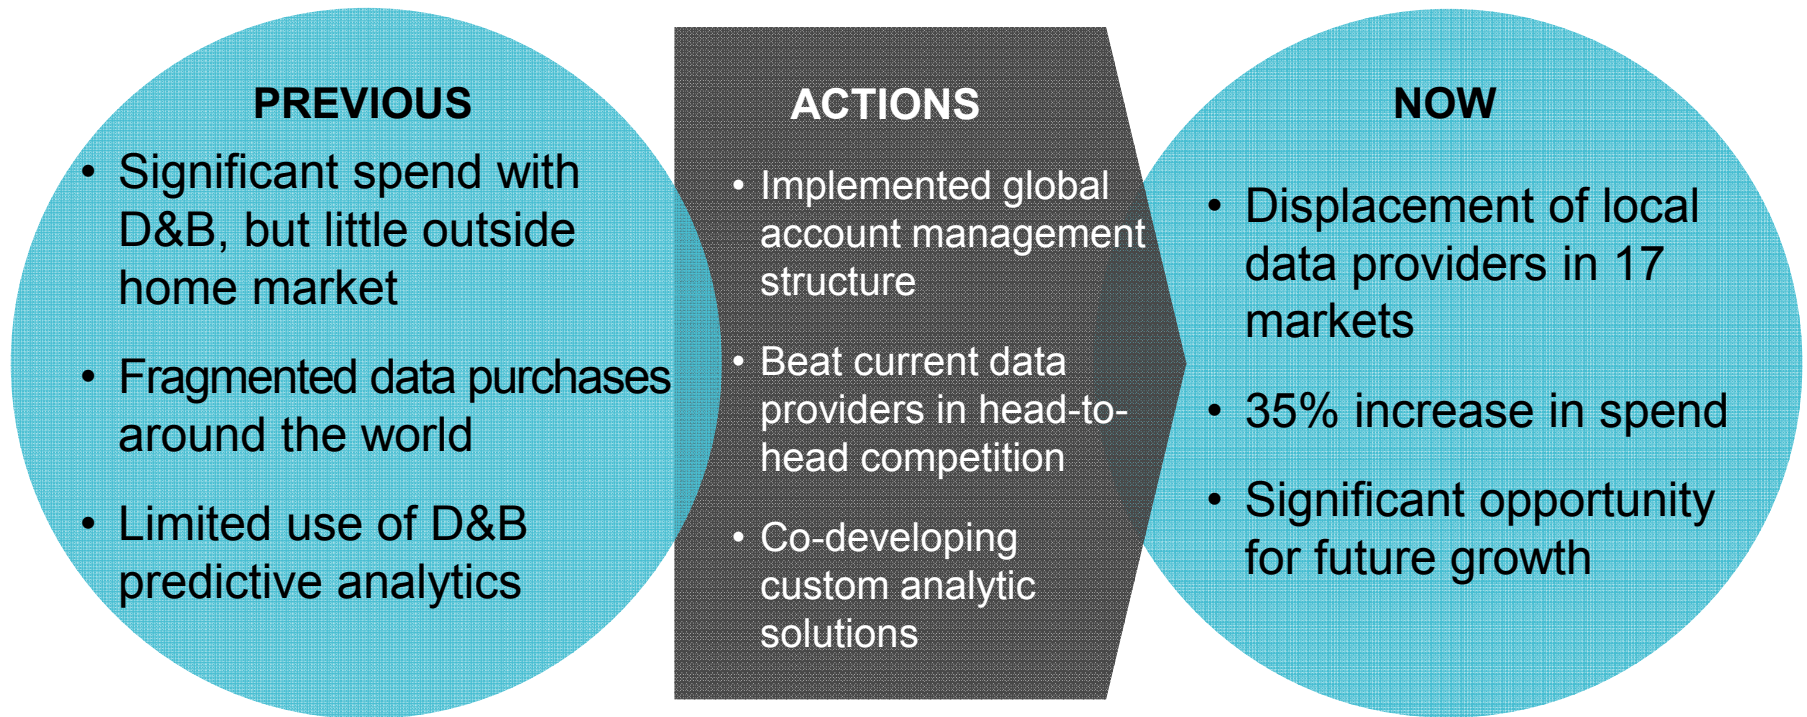 PREVIOUS
• Significant spend with
D&B, but little outside
home market
• Fragmented data purchases
around the world
• Limited use of D&B
predictive analytics
ACTIONS
• Implemented global
account management
structure
• Beat current data
providers in head-to-
head competition
• Co-developing
custom analytic
solutions
NOW
• Displacement of local
data providers in 17
markets
• 35% increase in spend
• Significant opportunity
for future growth